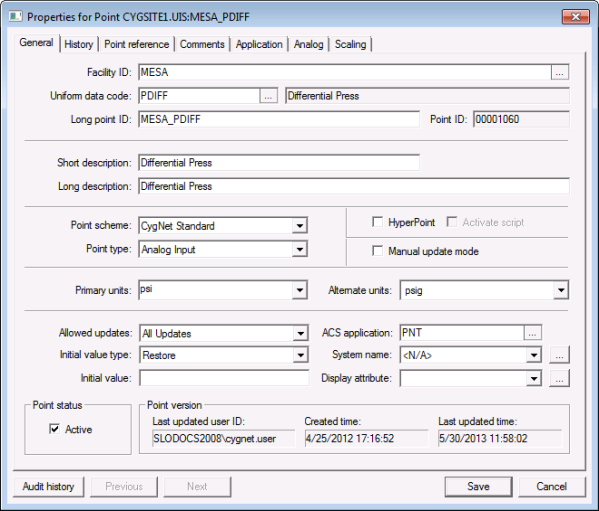 Properties for Point CYGSITE1.UIS:MESA_PDIFF
General History Point reference Comments Application Analog Scaling
Facility ID: MESA ...
Uniform data code: PDIFF ... Differential Press
Long point ID: MESA_PDIFF Point ID: 00001060
Short description: Differential Press
Long description: Differential Press
Point scheme: CygNet Standard HyperPoint Activate script
Point type: Analog Input Manual update mode
Primary units: psi Alternate units: psig
Allowed updates: All Updates ACS application: PNT ...
Initial value type: Restore System name: <N/A> ...
Initial value: Display attribute: ...
Point status Point version
Last updated user ID: Created time: Last updated time:
Active SLODOCS2008\cygnet.user 4/25/2012 17:16:52 5/30/2013 11:58:02
Audit history Previous Next Save Cancel